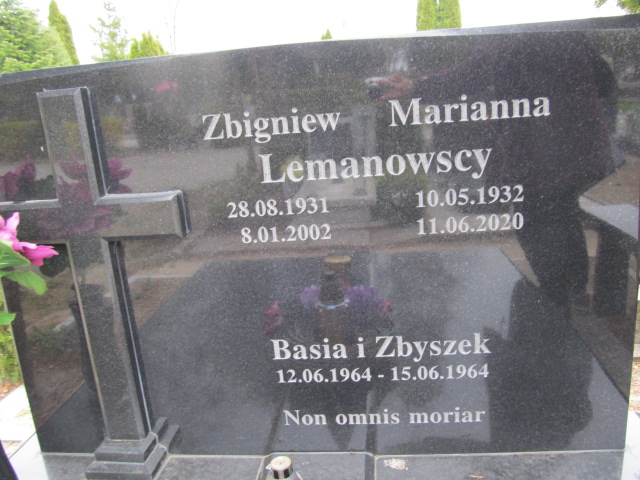 Zbigniew Marianna
Lemanowscy
28.08.1931 10.05.1932
8.01.2002 11.06.2020
Basia i Zbyszek
12.06.1964 - 15.06.1964
Non omnis moriar